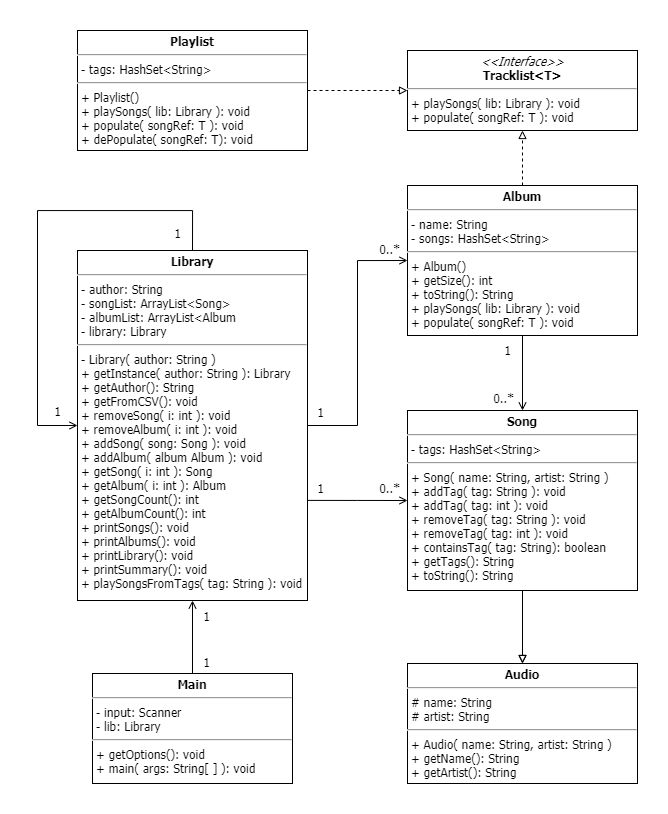 Playlist
- tags: HashSet<String>
+ Playlist()
+ playSongs( lib: Library ): void
+ populate( songRef: T ): void
+ dePopulate( songRef: T): void
<<Interface>>
Tracklist<T>
+ playSongs( lib: Library ): void
+ populate( songRef: T ): void
Album
- name: String
- songs: HashSet<String>
+ Album()
+ getSize(): int
+ toString(): String
+ playSongs( lib: Library ): void
+ populate( songRef: T ): void
1
1
0..*
1
Library
- author: String
- songList: ArrayList<Song>
- albumList: ArrayList<Album
- library: Library
- Library( author: String )
+ getInstance( author: String ): Library
+ getAuthor(): String
+ getFromCSV(): void
+ removeSong( i: int ): void
+ removeAlbum( i: int ): void
+ addSong( song: Song ): void
+ addAlbum( album Album ): void
+ getSong( i: int ): Song
+ getAlbum( i: int ): Album
+ getSongCount(): int
+ getAlbumCount(): int
+ printSongs(): void
+ printAlbums(): void
+ printLibrary(): void
+ printSummary(): void
+ playSongsFromTags( tag: String ): void
1
0..*
1
0..*
Song
- tags: HashSet<String>
+ Song( name: String, artist: String )
+ addTag( tag: String ): void
+ addTag( tag: int ): void
+ removeTag( tag: String ): void
+ removeTag( tag: int ): void
+ containsTag( tag: String): boolean
+ getTags(): String
+ toString(): String
1
1
Main
- input: Scanner
- lib: Library
+ getOptions(): void
+ main( args: String[ ] ): void
Audio
# name: String
# artist: String
+ Audio( name: String, artist: String )
+ getName(): String
+ getArtist(): String